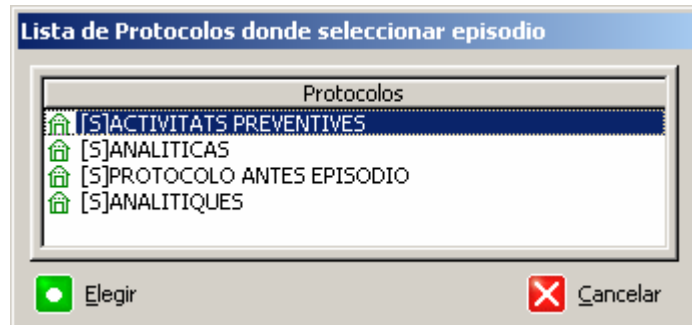 Lista de Protocolos donde seleccionar episodio
Protocolos
[S]ACTIVITATS PREVENTIVES
[S]ANALITICAS
[S]PROTOCOLO ANTES EPISODIO
[S]ANALITIQUES
Elegir
Cancelar